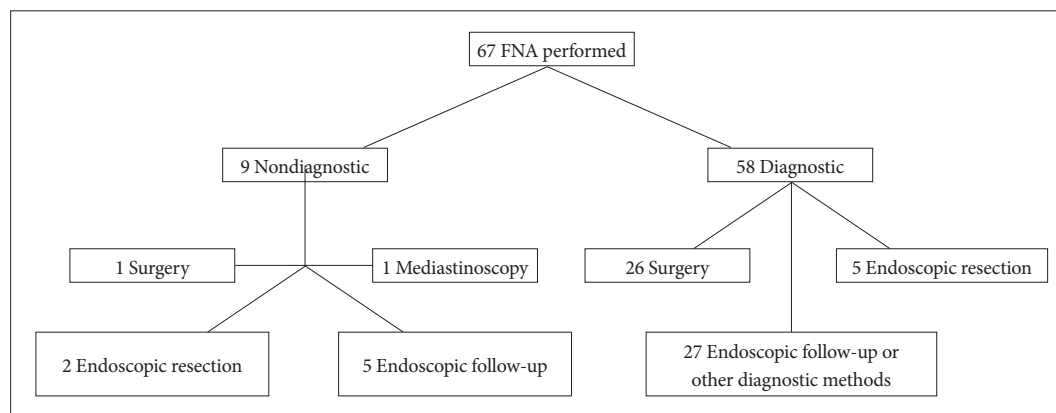 67 FNA performed
9 Nondiagnostic
58 Diagnostic
1 Surgery
1 Mediastinoscopy
26 Surgery
5 Endoscopic resection
2 Endoscopic resection
5 Endoscopic follow-up
27 Endoscopic follow-up or
other diagnostic methods